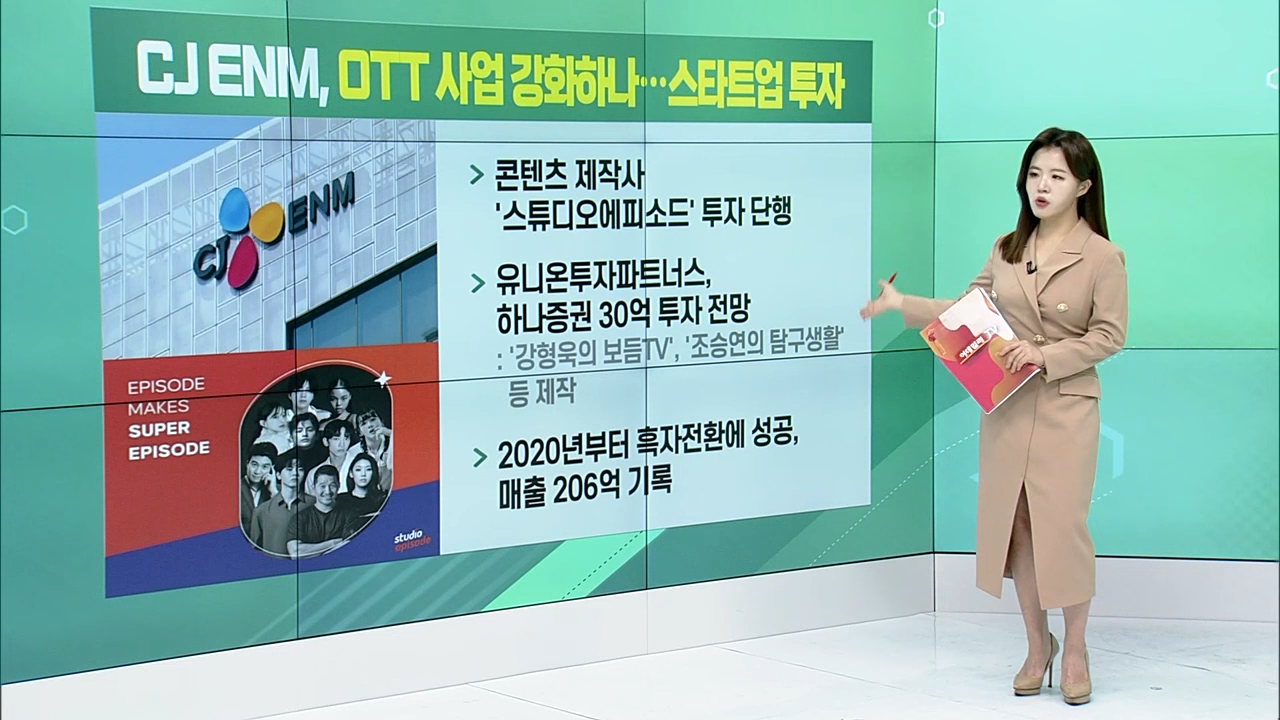 CJ ENM, OTT 사업 강화하나…스타트업 투자
CJ ENM
> 콘텐츠 제작사
'스튜디오에피소드' 투자 단행
> 유니온투자파트너스,
하나증권 30억 투자 전망
: '강형욱의 보듬TV', '조승연의 탐구생활'
등 제작
> 2020년부터 흑자전환에 성공,
매출 206억 기록
EPISODE
MAKES
SUPER
EPISODE
studio
episode